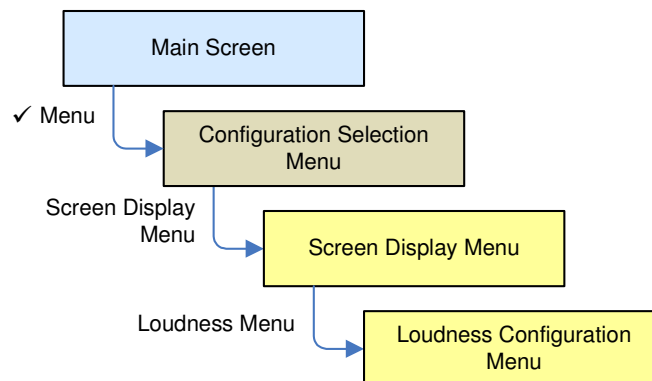 Main Screen
✓ Menu
Configuration Selection
Menu
Screen Display
Menu
Screen Display Menu
Loudness Menu
Loudness Configuration
Menu